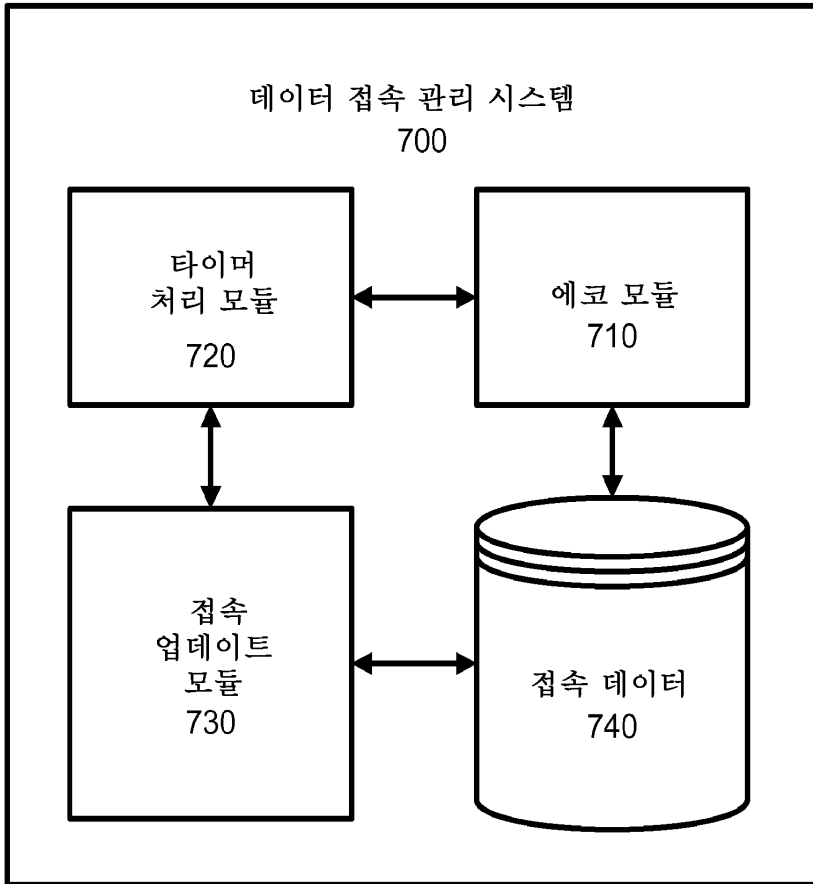 데이터 접속 관리 시스템
700
타이머
처리 모듈
720
에코 모듈
710
접속
업데이트
모듈
730
접속 데이터
740